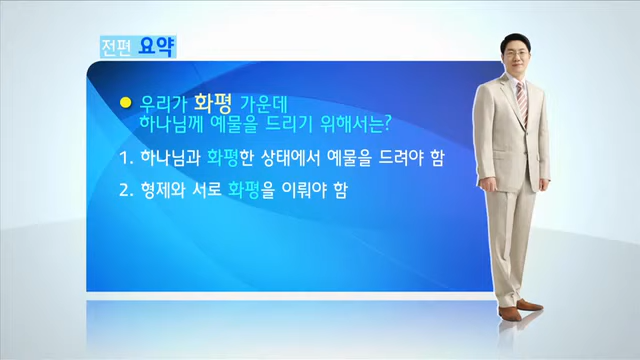 전편 요약
우리가 화평 가운데
하나님께 예물을 드리기 위해서는?
1. 하나님과 화평한 상태에서 예물을 드려야 함
2. 형제와 서로 화평을 이뤄야 함